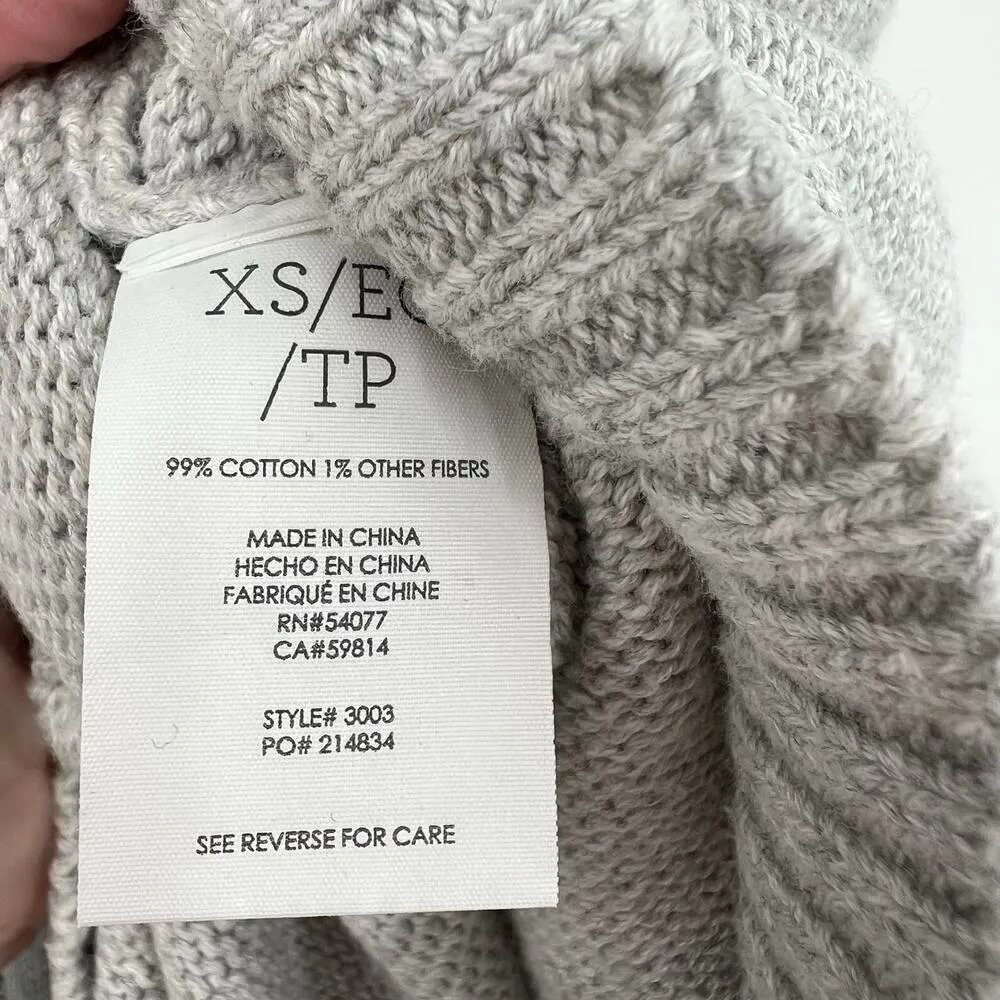 XS/E
/TP
99% COTTON 1% OTHER FIBERS
MADE IN CHINA
HECHO EN CHINA
FABRIQUÉ EN CHINE
RN#54077
CA#59814
STYLE# 3003
PO# 214834
SEE REVERSE FOR CARE